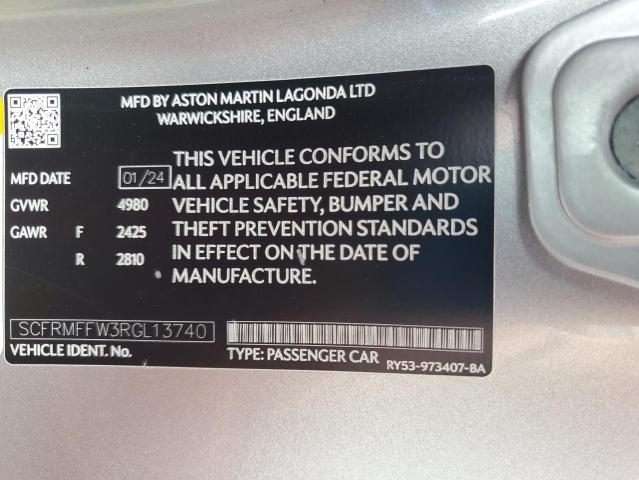 MFD BY ASTON MARTIN LAGONDA LTD
WARWICKSHIRE, ENGLAND
MFD DATE 01/24
GVWR 4980
GAWR F 2425
R 2810
THIS VEHICLE CONFORMS TO
ALL APPLICABLE FEDERAL MOTOR
VEHICLE SAFETY, BUMPER AND
THEFT PREVENTION STANDARDS
IN EFFECT ON THE DATE OF
MANUFACTURE.
SCFRMFFW3RGL13740
VEHICLE IDENT. No.
TYPE: PASSENGER CAR
RY53-973407-BA